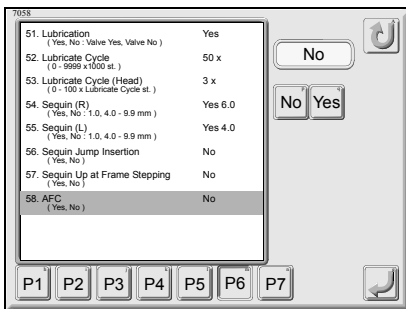 7058
51. Lubrication Yes
( Yes, No : Valve Yes, Valve No )
52. Lubricate Cycle 50 x
( 0 - 9999 x1000 st. )
53. Lubricate Cycle (Head) 3 x
( 0 - 100 x Lubricate Cycle st. )
54. Sequin (R) Yes 6.0
( Yes, No : 1.0, 4.0 - 9.9 mm )
55. Sequin (L) Yes 4.0
( Yes, No : 1.0, 4.0 - 9.9 mm )
56. Sequin Jump Insertion No
( Yes, No )
57. Sequin Up at Frame Stepping No
( Yes, No )
58. AFC No
( Yes, No )
No
No Yes
P1 P2 P3 P4 P5 P6 P7